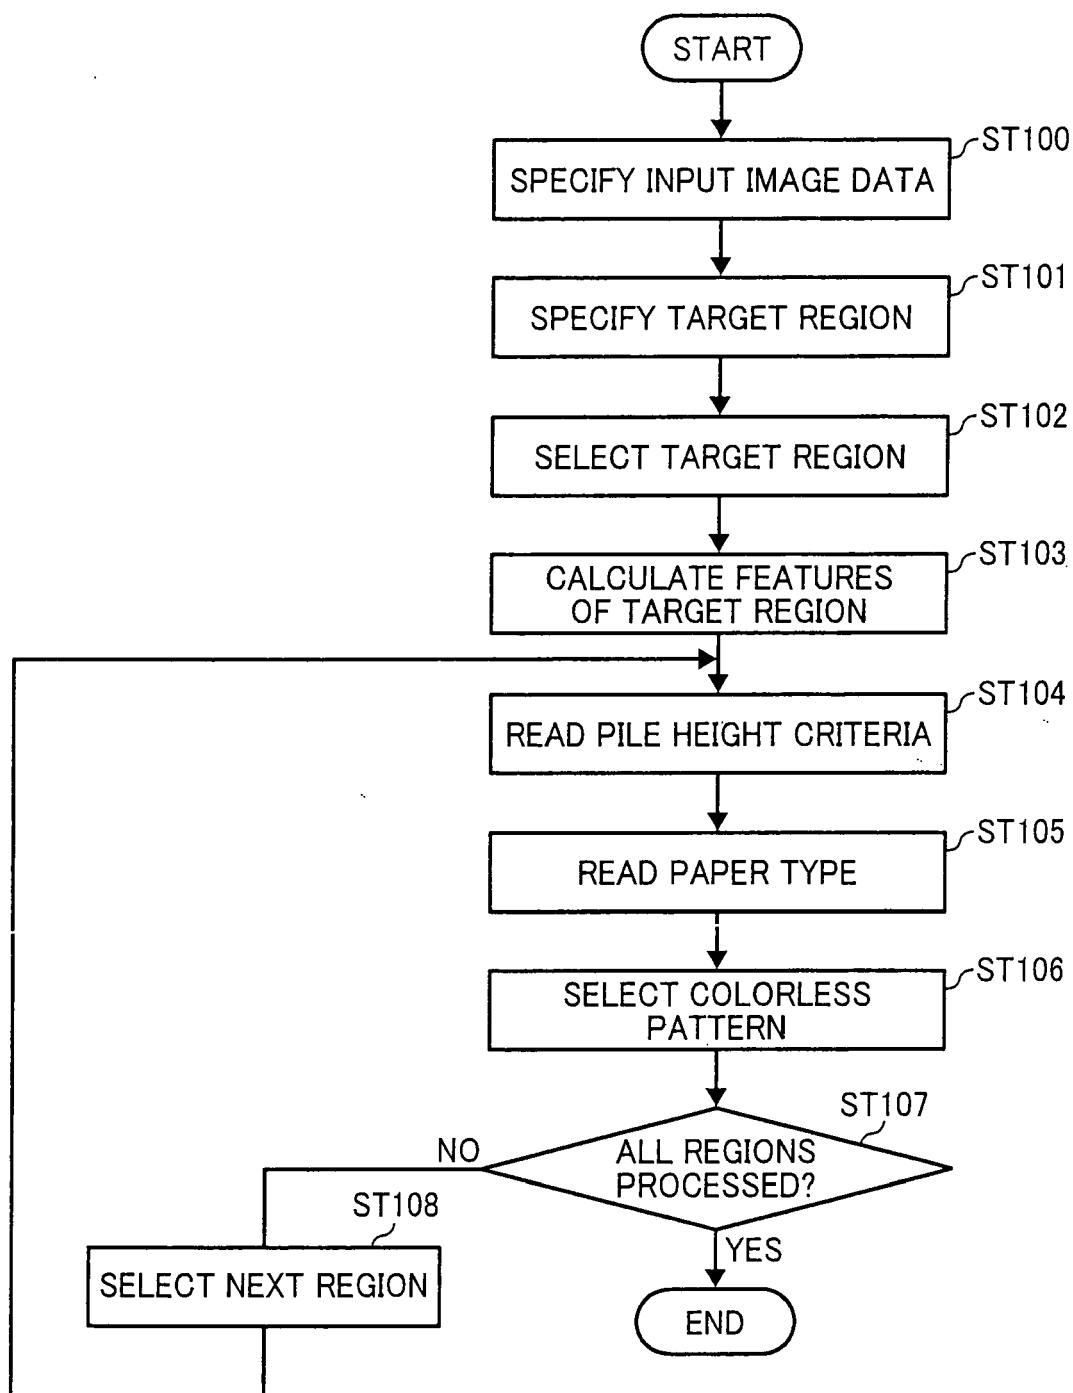 START
ST100
SPECIFY INPUT IMAGE DATA
ST101
SPECIFY TARGET REGION
ST102
SELECT TARGET REGION
ST103
CALCULATE FEATURES
OF TARGET REGION
ST104
READ PILE HEIGHT CRITERIA
ST105
READ PAPER TYPE
ST106
SELECT COLORLESS
PATTERN
ST107
ALL REGIONS
PROCESSED?
NO
ST108
SELECT NEXT REGION
YES
END